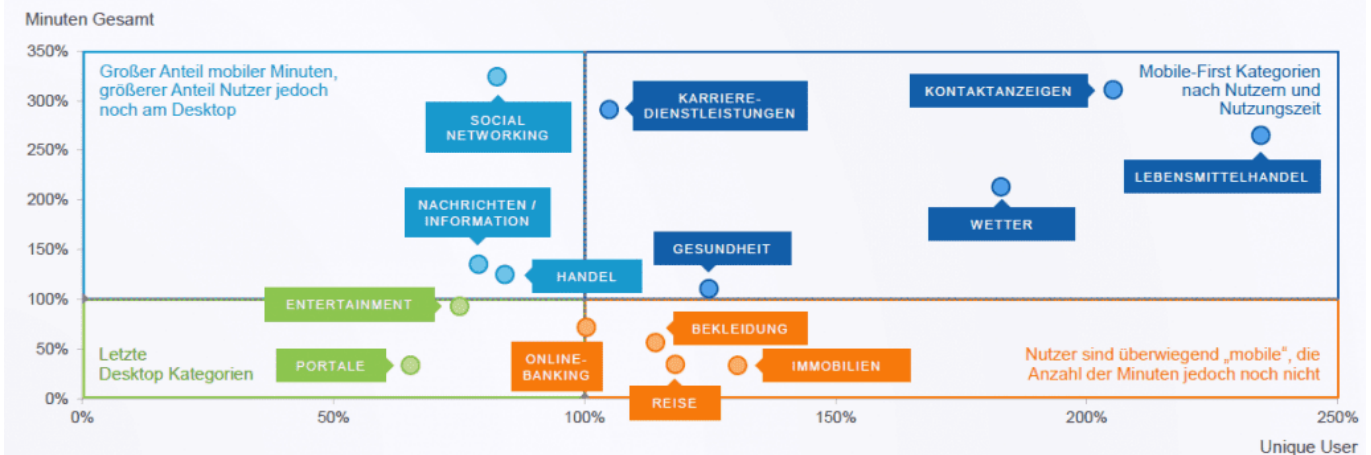 Minuten Gesamt
350%
300%
250%
200%
150%
100%
50%
0%
Großer Anteil mobiler Minuten,
größerer Anteil Nutzer jedoch
noch am Desktop
SOCIAL
NETWORKING
NACHRICHTEN /
INFORMATION
HANDEL
KARRIERE-
DIENSTLEISTUNGEN
KONTAKTANZEIGEN
Mobile-First Kategorien
nach Nutzern und
Nutzungszeit
LEBENSMITTELHANDEL
WETTER
GESUNDHEIT
ENTERTAINMENT
PORTALE
Letzte
Desktop Kategorien
ONLINE-
BANKING
BEKLEIDUNG
IMMOBILIEN
REISE
Nutzer sind überwiegend „mobile“, die
Anzahl der Minuten jedoch noch nicht
0%
50%
100%
150%
200%
250%
Unique User